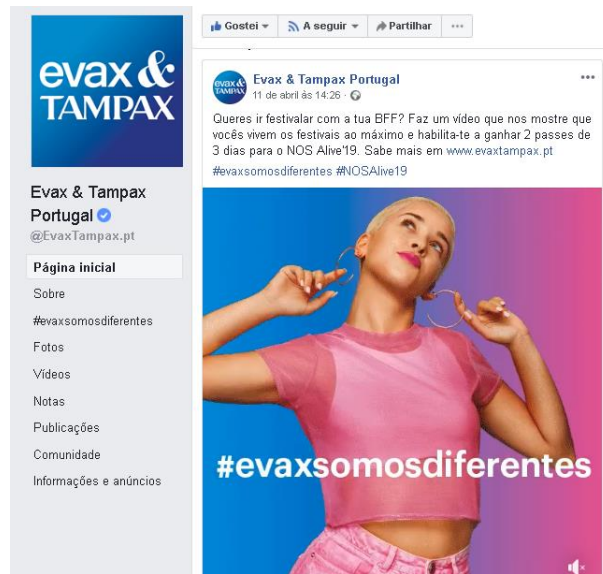 evax &
TAMPAX
Evax & Tampax
Portugal
@EvaxTampax.pt
Página inicial
Sobre
#evaxsomosdiferentes
Fotos
Vídeos
Notas
Publicações
Comunidade
Informações e anúncios
Gostei
A seguir
Partilhar
evax &
TAMPAX
Evax & Tampax Portugal
11 de abril às 14:26 ·
Queres ir festivalar com a tua BFF? Faz um vídeo que nos mostre que
vocês vivem os festivais ao máximo e habilita-te a ganhar 2 passes de
3 dias para o NOS Alive'19. Sabe mais em www.evaxtampax.pt
#evaxsomosdiferentes #NOSAlive19
#evaxsomosdiferentes